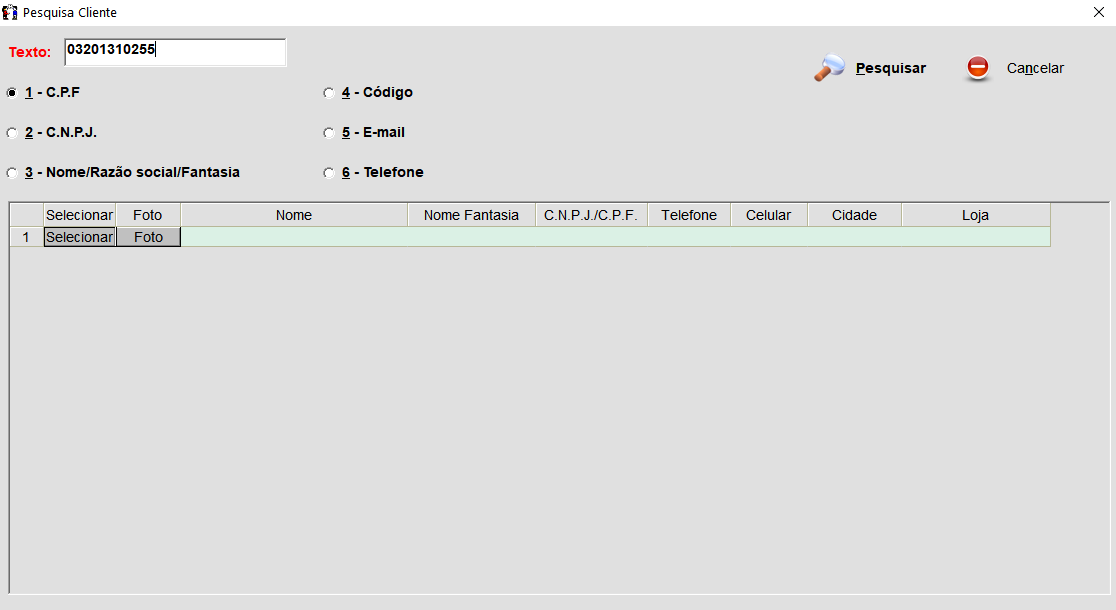 Pesquisa Cliente
Texto: 03201310255
Pesquisar Cancelar
1 - C.P.F 4 - Código
2 - C.N.P.J. 5 - E-mail
3 - Nome/Razão social/Fantasia 6 - Telefone
Selecionar Foto Nome Nome Fantasia C.N.P.J./C.P.F. Telefone Celular Cidade Loja
1 Selecionar Foto